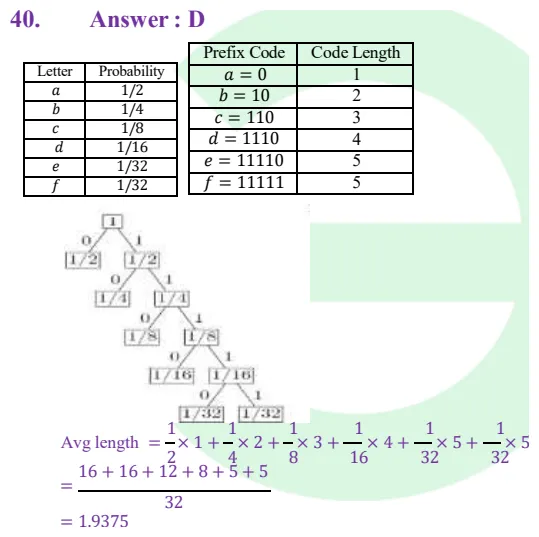 40. Answer : D
Letter Probability
a 1/2
b 1/4
c 1/8
d 1/16
e 1/32
f 1/32
Prefix Code Code Length
a = 0 1
b = 10 2
c = 110 3
d = 1110 4
e = 11110 5
f = 11111 5
1
0 1
1/2 1/2
0 1
1/4 1/4
0 1
1/8 1/8
0 1
1/16 1/16
0 1
1/32 1/32
Avg length = 1/2 × 1 + 1/4 × 2 + 1/8 × 3 + 1/16 × 4 + 1/32 × 5 + 1/32 × 5
= 16 + 16 + 12 + 8 + 5 + 5 / 32
= 1.9375